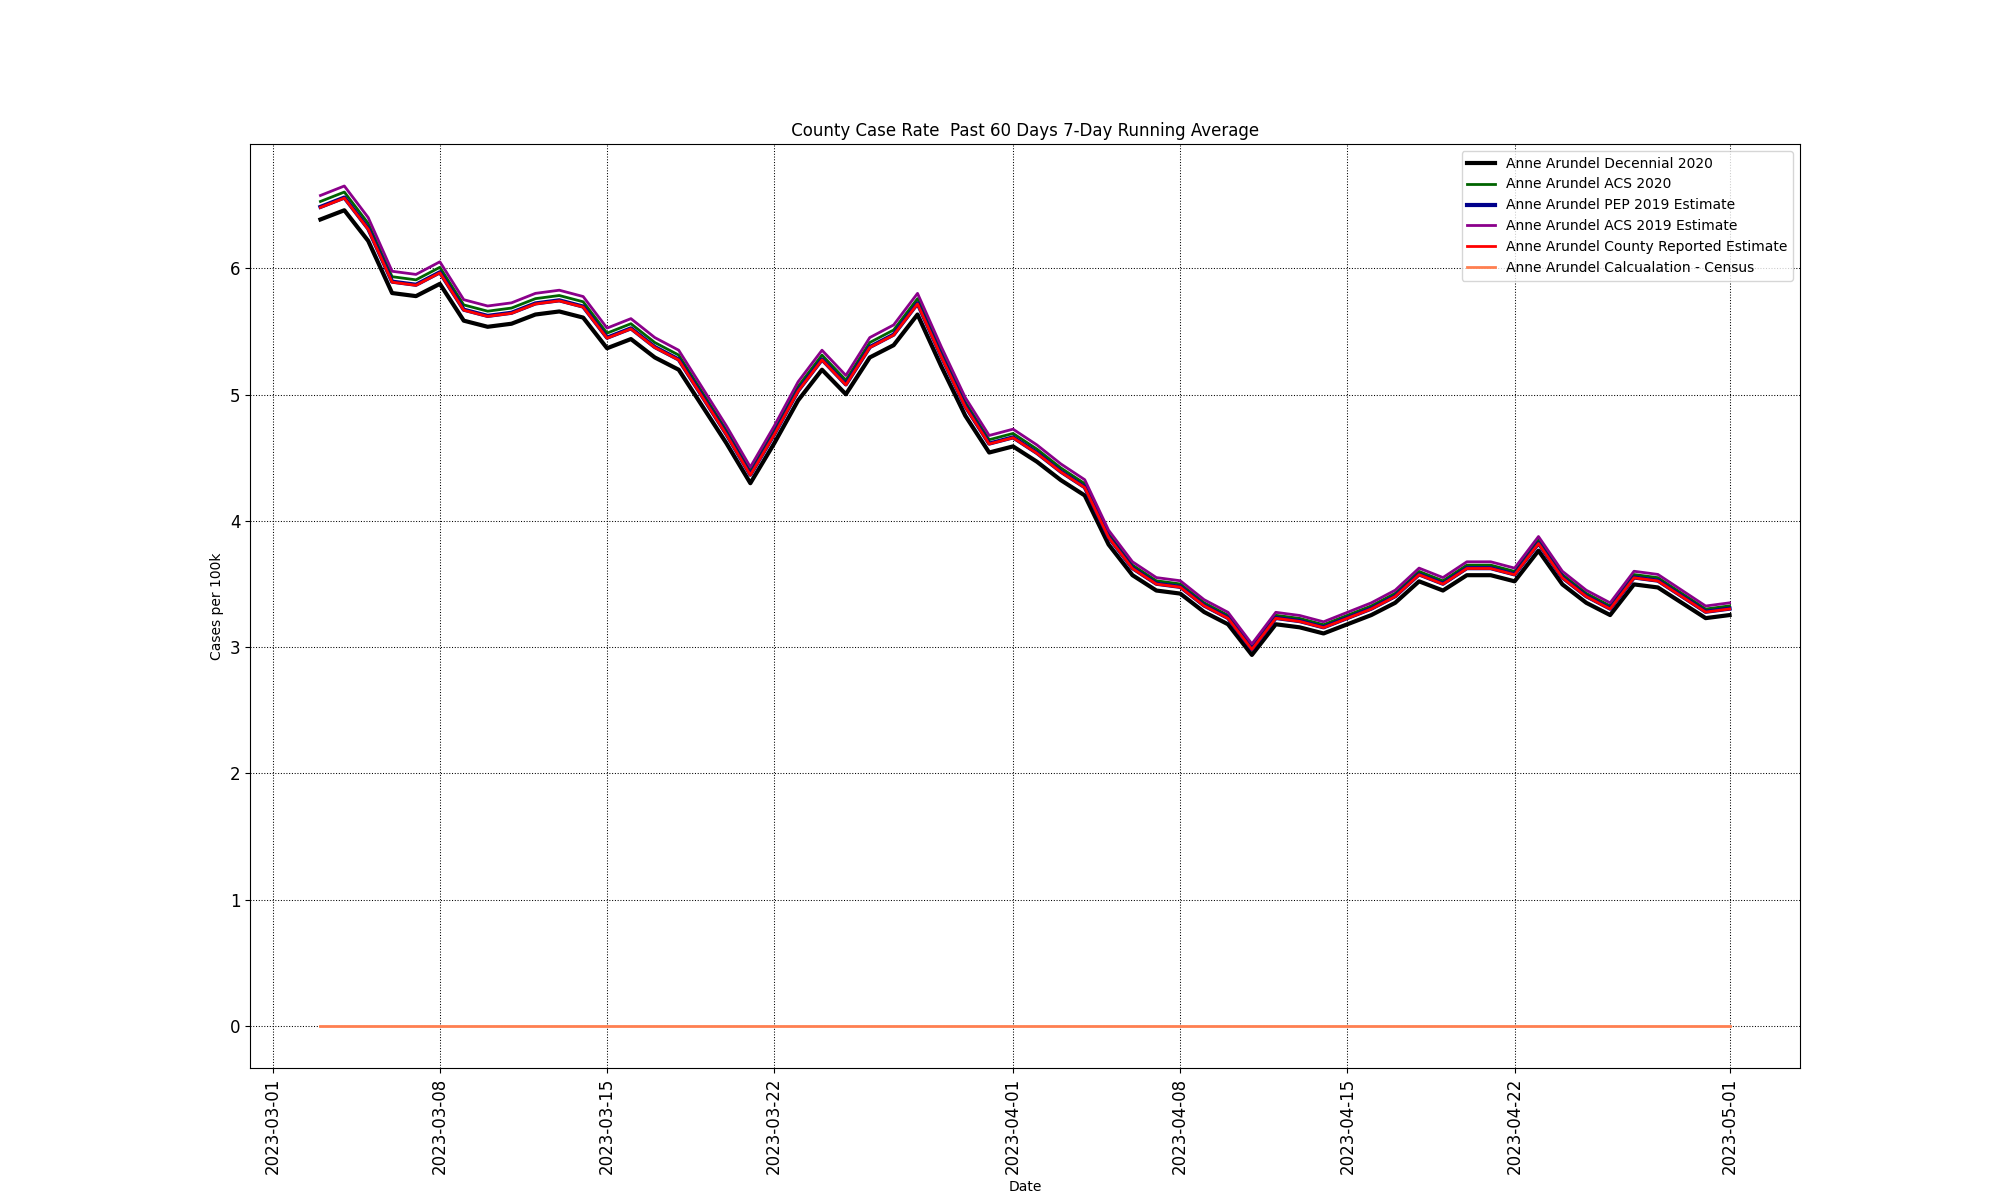 County Case Rate  Past 60 Days 7-Day Running Average
Anne Arundel Decennial 2020
Anne Arundel ACS 2020
Anne Arundel PEP 2019 Estimate
Anne Arundel ACS 2019 Estimate
Anne Arundel County Reported Estimate
Anne Arundel Calcualation - Census
6
5
4
3
2
1
0
Cases per 100k
2023-03-01
2023-03-08
2023-03-15
2023-03-22
2023-04-01
2023-04-08
2023-04-15
2023-04-22
2023-05-01
Date